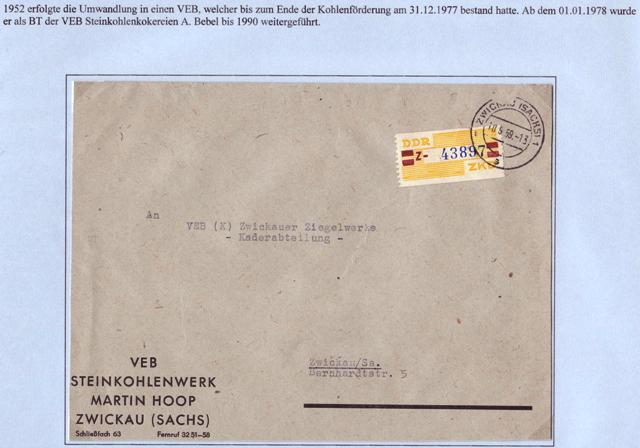 1952 erfolgte die Umwandlung in einen VEB, welcher bis zum Ende der Kohlenförderung am 31.12.1977 bestand hatte. Ab dem 01.01.1978 wurde
er als BT der VEB Steinkohlenkokereien A. Bebel bis 1990 weitergeführt.
ZWICKAU (SACHS) 1
DDR
Z- 43897
ZKD
An
VEB (K) Zwickauer Ziegelwerke
- Kaderabteilung -
Zwickau/Sa.
Bernhardtstr. 5
VEB
STEINKOHLENWERK
MARTIN HOOP
ZWICKAU (SACHS)
Schließfach 63 Fernruf 3251-58